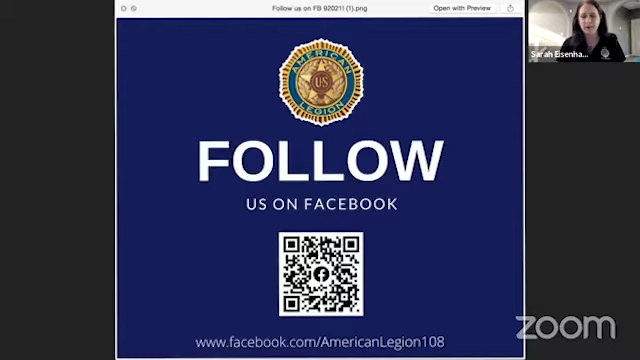 Follow us on FB 92021! (1).png
Open with Preview
Sarah Eisenha...
AMERICAN
US
LEGION
FOLLOW
US ON FACEBOOK
www.facebook.com/AmericanLegion108
zoom